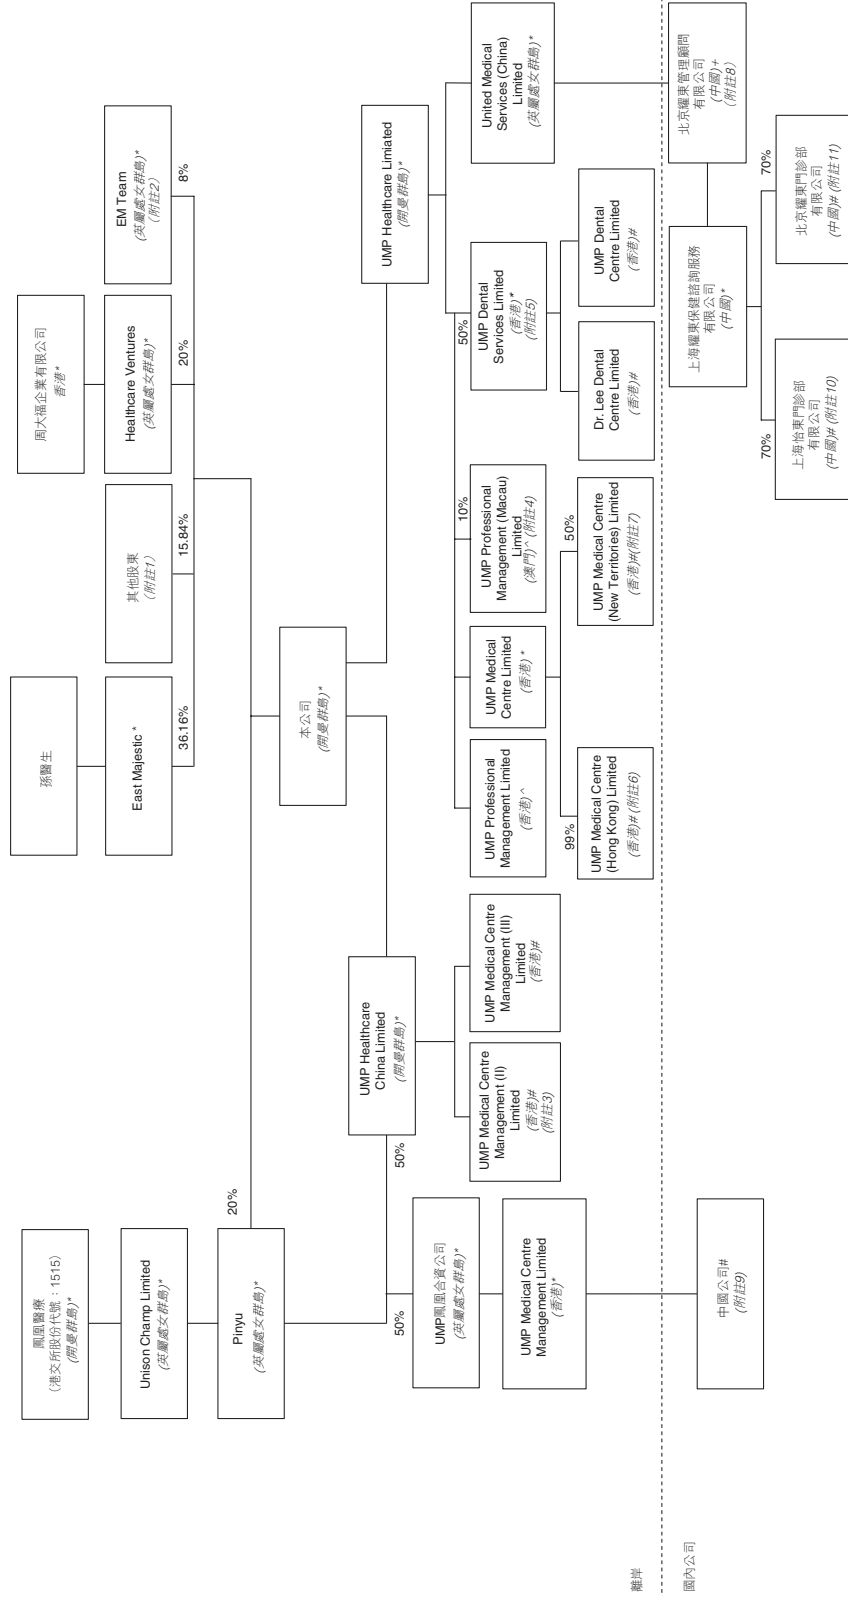 鳳凰醫療
（港交所股份代號：1515）
(開曼群島)*
Unison Champ Limited
(英屬處女群島)*
Pinyu
(英屬處女群島)*
20%
孫醫生
East Majestic *
36.16%
其他股東
（附註1）
15.84%
周大福企業有限公司
香港*
Healthcare Ventures
(英屬處女群島)*
20%
EM Team
(英屬處女群島)*
（附註2）
8%
本公司
(開曼群島)*
UMP Healthcare
China Limited
(開曼群島)*
UMP Healthcare Limiated
(開曼群島)*
50%
50%
UMP鳳凰合資公司
(英屬處女群島)*
UMP Medical Centre
Management Limited
(香港)*
UMP Medical Centre
Management (II)
Limited
(香港)#
(附註3)
UMP Medical Centre
Management (III)
Limited
(香港)#
UMP Professional
Management Limited
(香港)^
UMP Medical
Centre Limited
(香港)*
10%
UMP Professional
Management (Macau)
Limited
(澳門)^ (附註4)
50%
UMP Dental
Services Limited
(香港)*
(附註5)
United Medical
Services (China)
Limited
(英屬處女群島)*
99%
UMP Medical Centre
(Hong Kong) Limited
(香港)# (附註6)
50%
UMP Medical Centre
(New Territories) Limited
(香港)#(附註7)
Dr. Lee Dental
Centre Limited
(香港)#
UMP Dental
Centre Limited
(香港)#
離岸
國內公司
中國公司#
(附註9)
北京耀東管理顧問
有限公司
(中國)+
（附註8）
上海耀東保健諮詢服務
有限公司
(中國)*
70%
上海怡東門診部
有限公司
(中國)# (附註10)
70%
北京耀東門診部
有限公司
(中國)# (附註11)